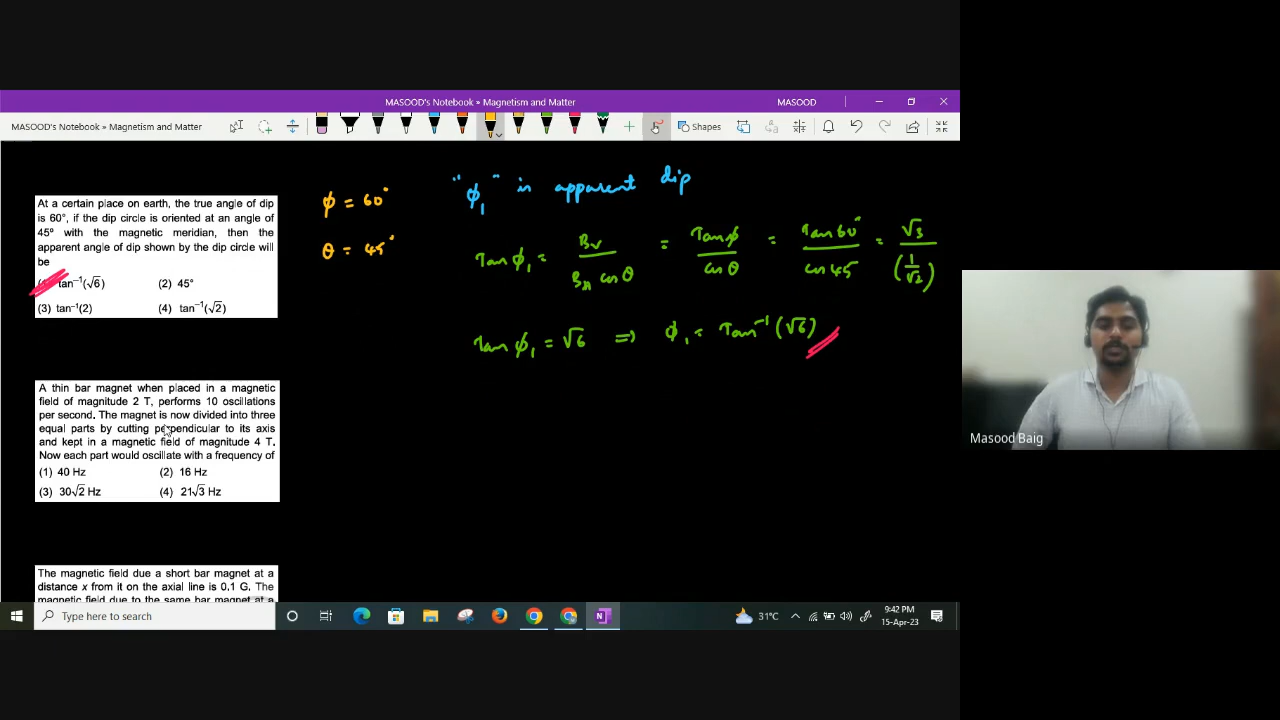 MASOOD's Notebook » Magnetism and Matter
MASOOD
MASOOD's Notebook » Magnetism and Matter
Shapes
At a certain place on earth, the true angle of dip
is 60°, if the dip circle is oriented at an angle of
45° with the magnetic meridian, then the
apparent angle of dip shown by the dip circle will
be
tan⁻¹(√6)
(2) 45°
(3) tan⁻¹(2)
(4) tan⁻¹(√2)
ϕ = 60°
θ = 45°
"ϕ₁" is apparent dip
Tan ϕ₁ = Bv / (BH cos θ) = Tan ϕ / cos θ = Tan 60° / cos 45 = √3 / (1/√2)
Tan ϕ₁ = √6 ⇒ ϕ₁ = Tan⁻¹(√6)
A thin bar magnet when placed in a magnetic
field of magnitude 2 T, performs 10 oscillations
per second. The magnet is now divided into three
equal parts by cutting perpendicular to its axis
and kept in a magnetic field of magnitude 4 T.
Now each part would oscillate with a frequency of
(1) 40 Hz
(2) 16 Hz
(3) 30√2 Hz
(4) 21√3 Hz
The magnetic field due a short bar magnet at a
distance x from it on the axial line is 0.1 G. The
magnetic field due to the same bar magnet at a
Masood Baig
Type here to search
31°C
9:42 PM
15-Apr-23